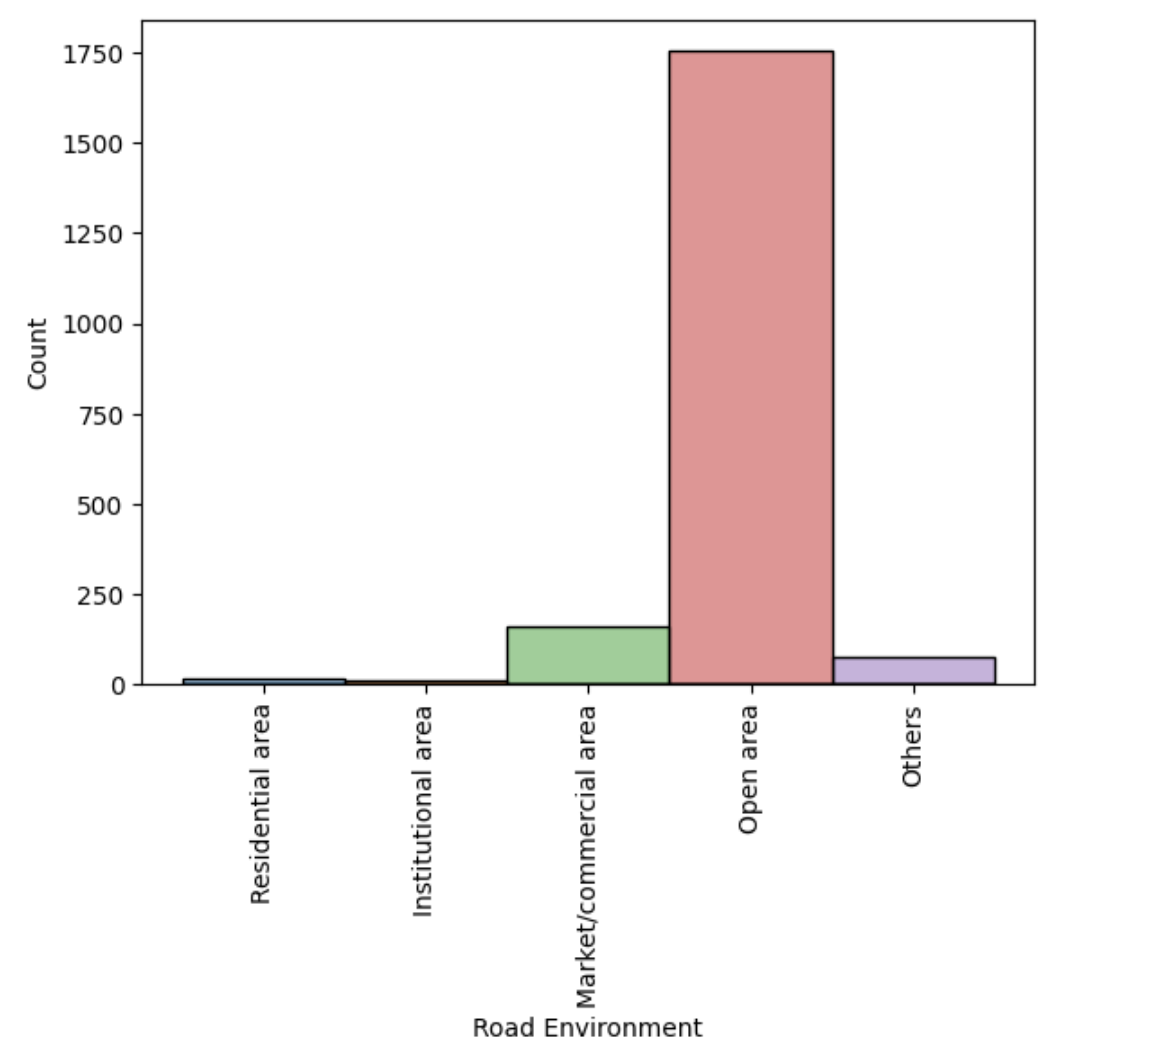 1750
1500
1250
1000
750
500
250
0
Count
Residential area
Institutional area
Market/commercial area
Open area
Others
Road Environment